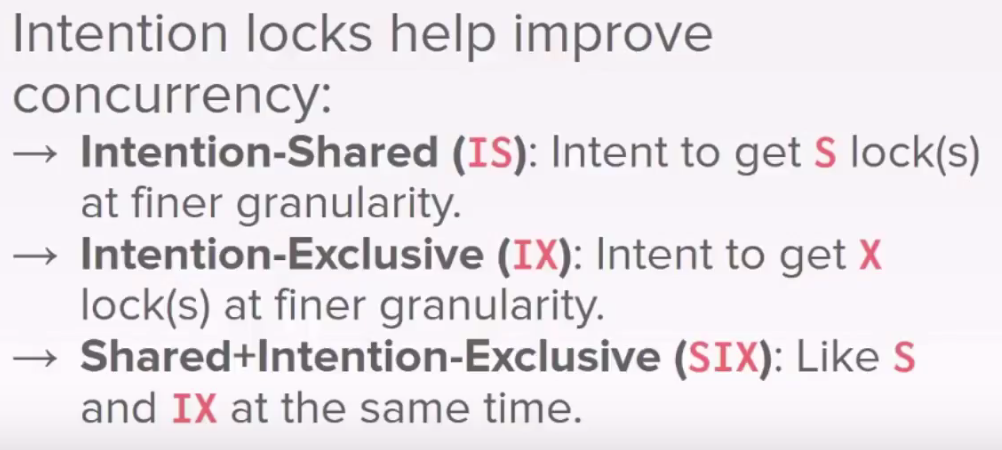 Intention locks help improve
concurrency:
→ Intention-Shared (IS): Intent to get S lock(s)
at finer granularity.
→ Intention-Exclusive (IX): Intent to get X
lock(s) at finer granularity.
→ Shared+Intention-Exclusive (SIX): Like S
and IX at the same time.